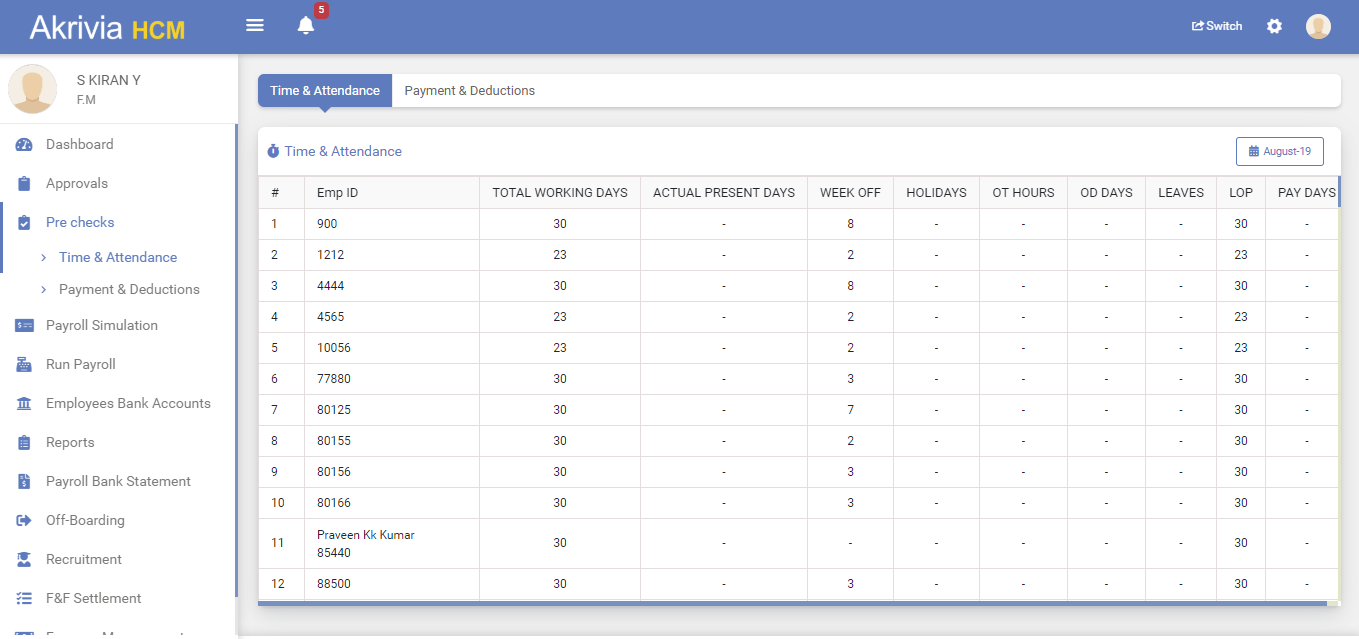 Akrivia HCM
5
Switch
S KIRAN Y
F.M
Dashboard
Approvals
Pre checks
Time & Attendance
Payment & Deductions
Payroll Simulation
Run Payroll
Employees Bank Accounts
Reports
Payroll Bank Statement
Off-Boarding
Recruitment
F&F Settlement
Time & Attendance Payment & Deductions
Time & Attendance August-19
# Emp ID TOTAL WORKING DAYS ACTUAL PRESENT DAYS WEEK OFF HOLIDAYS OT HOURS OD DAYS LEAVES LOP PAY DAYS
1 900 30 - 8 - - - - 30 -
2 1212 23 - 2 - - - - 23 -
3 4444 30 - 8 - - - - 30 -
4 4565 23 - 2 - - - - 23 -
5 10056 23 - 2 - - - - 23 -
6 77880 30 - 3 - - - - 30 -
7 80125 30 - 7 - - - - 30 -
8 80155 30 - 2 - - - - 30 -
9 80156 30 - 3 - - - - 30 -
10 80166 30 - 3 - - - - 30 -
11 Praveen Kk Kumar 30 - - - - - - 30 -
85440
12 88500 30 - 3 - - - - 30 -